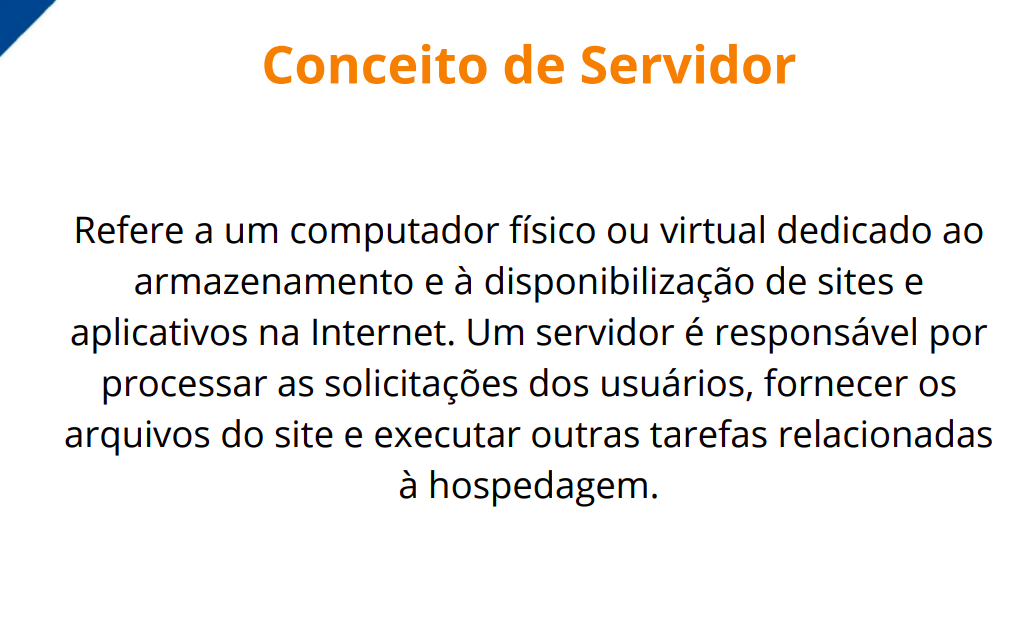 Conceito de Servidor
Refere a um computador físico ou virtual dedicado ao
armazenamento e à disponibilização de sites e
aplicativos na Internet. Um servidor é responsável por
processar as solicitações dos usuários, fornecer os
arquivos do site e executar outras tarefas relacionadas
à hospedagem.